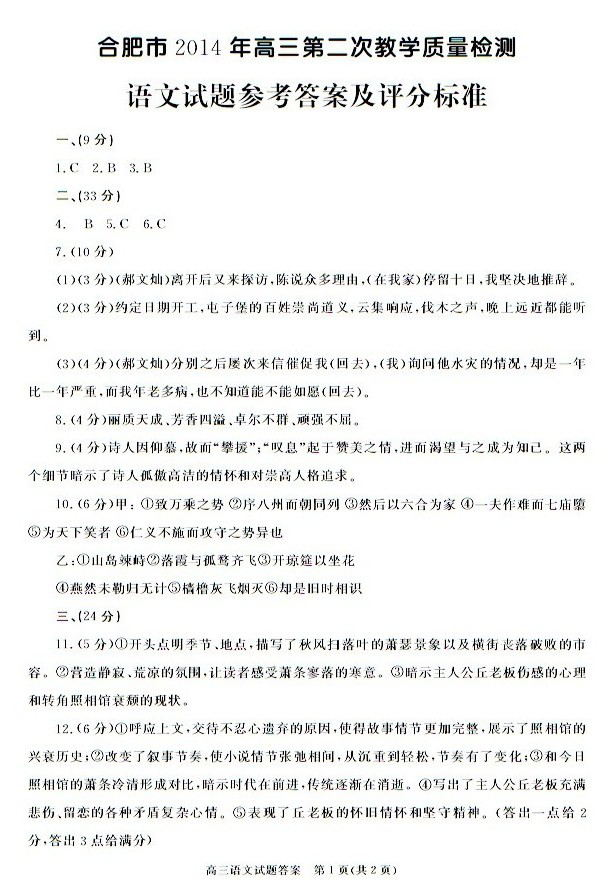 合肥市 2014 年高三第二次教学质量检测
语文试题参考答案及评分标准
一、(9 分)
1.C 2.B 3.B
二、(33 分)
4. B 5.C 6.C
7.(10 分)
(1)(3 分)(郝文灿)离开后又来探访,陈说众多理由,(在我家)停留十日,我坚决地推辞。
(2)(3 分)约定日期开工,屯子堡的百姓崇尚道义,云集响应,伐木之声,晚上远近都能听
到。
(3)(4 分)(郝文灿)分别之后屡次来信催促我(回去),(我)询问他水灾的情况,却是一年
比一年严重,而我年老多病,也不知道能不能如愿(回去)。
8.(4 分)丽质天成、芳香四溢、卓尔不群、顽强不屈。
9.(4 分)诗人因仰慕,故而“攀援”;“叹息”起于赞美之情,进而渴望与之成为知己。这两
个细节暗示了诗人孤傲高洁的情怀和对崇高人格追求。
10.(6 分)甲: ①致万乘之势 ②序八州而朝同列 ③然后以六合为家 ④一夫作难而七庙隳
⑤为天下笑者 ⑥仁义不施而攻守之势异也
乙:①山岛竦峙②落霞与孤鹜齐飞③开琼筵以坐花
④燕然未勒归无计⑤樯橹灰飞烟灭⑥却是旧时相识
三、(24 分)
11.(5 分)①开头点明季节、地点,描写了秋风扫落叶的萧瑟景象以及横街丧落破败的市
容。②营造静寂、荒凉的氛围,让读者感受萧条寥落的寒意。③暗示主人公丘老板伤感的心理
和转角照相馆衰颓的现状。
12.(6 分)①呼应上文,交待不忍心遗弃的原因,使得故事情节更加完整,展示了照相馆的
兴衰历史;②改变了叙事节奏,使小说情节张弛相间,从沉重到轻松,节奏有了变化;③和今日
照相馆的萧条冷清形成对比,暗示时代在前进,传统逐渐在消逝。④写出了主人公丘老板充满
悲伤、留恋的各种矛盾复杂心情。⑤表现了丘老板的怀旧情怀和坚守精神。(答出一点给 2
分,答出 3 点给满分)
高三语文试题答案 第 1 页(共 2 页)